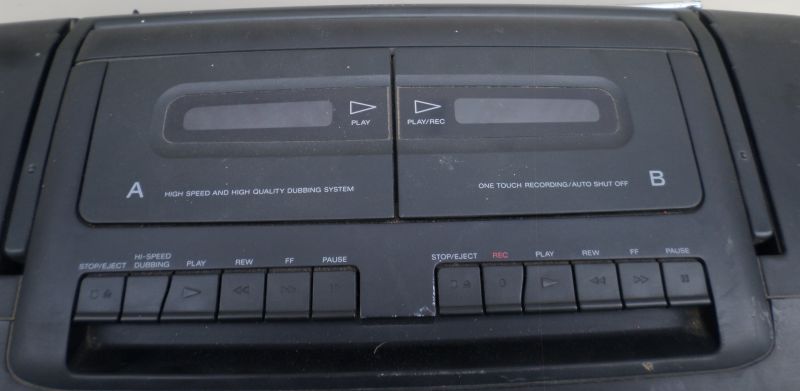 PLAY
PLAY/REC
A
HIGH SPEED AND HIGH QUALITY DUBBING SYSTEM
ONE TOUCH RECORDING/AUTO SHUT OFF
B
STOP/EJECT
HI-SPEED
DUBBING
PLAY
REW
FF
PAUSE
STOP/EJECT
REC
PLAY
REW
FF
PAUSE